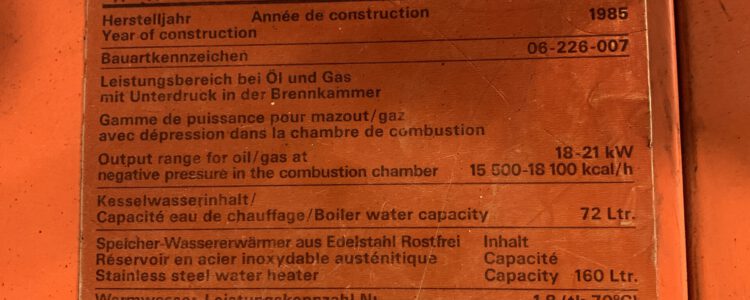 Herstelljahr Année de construction 1985
Year of construction
Bauartkennzeichen 06-226-007
Leistungsbereich bei Öl und Gas
mit Unterdruck in der Brennkammer
Gamme de puissance pour mazout/gaz
avec dépression dans la chambre de combustion
Output range for oil/gas at 18-21 kW
negative pressure in the combustion chamber 15 500-18 100 kcal/h
Kesselwasserinhalt/
Capacité eau de chauffage/Boiler water capacity 72 Ltr.
Speicher-Wassererwärmer aus Edelstahl Rostfrei Inhalt
Réservoir en acier inoxydable austénitique Capacité
Stainless steel water heater Capacity 160 Ltr.
Warmwasser-Leistungskennzahl